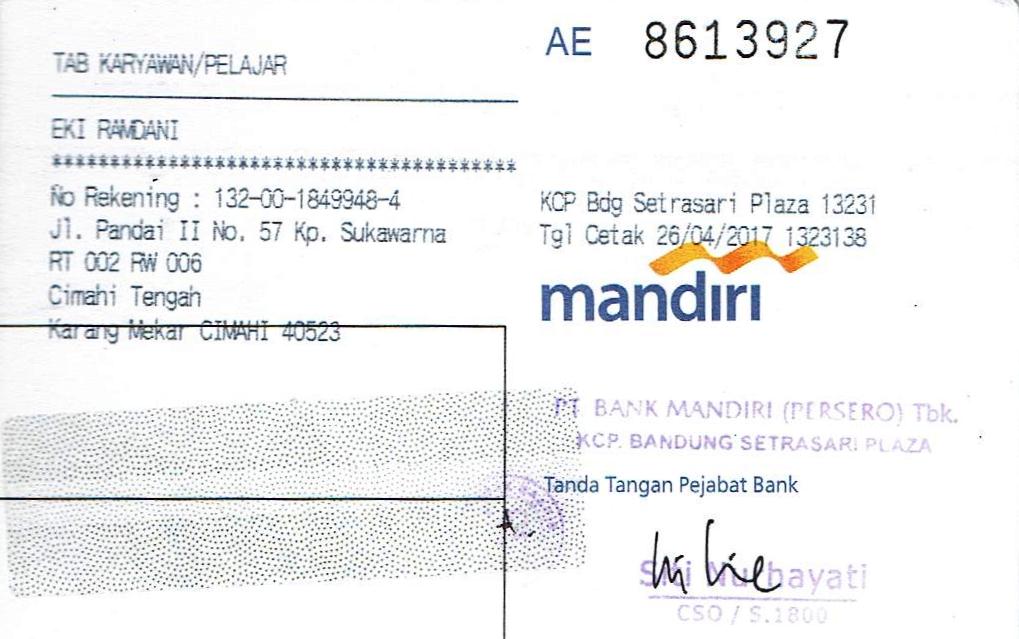 AE 8613927
TAB KARYAWAN/PELAJAR
EKI RAMDANI
****************************************
No Rekening : 132-00-1849948-4
Jl. Pandai II No. 57 Kp. Sukawarna
RT 002 RW 006
Cimahi Tengah
Karang Mekar CIMAHI 40523
KCP Bdg Setrasari Plaza 13231
Tgl Cetak 26/04/2017 1323138
mandiri
PT BANK MANDIRI (PERSERO) Tbk.
KCP. BANDUNG SETRASARI PLAZA
Tanda Tangan Pejabat Bank
Siti Nurhayati
CSO / S.1800